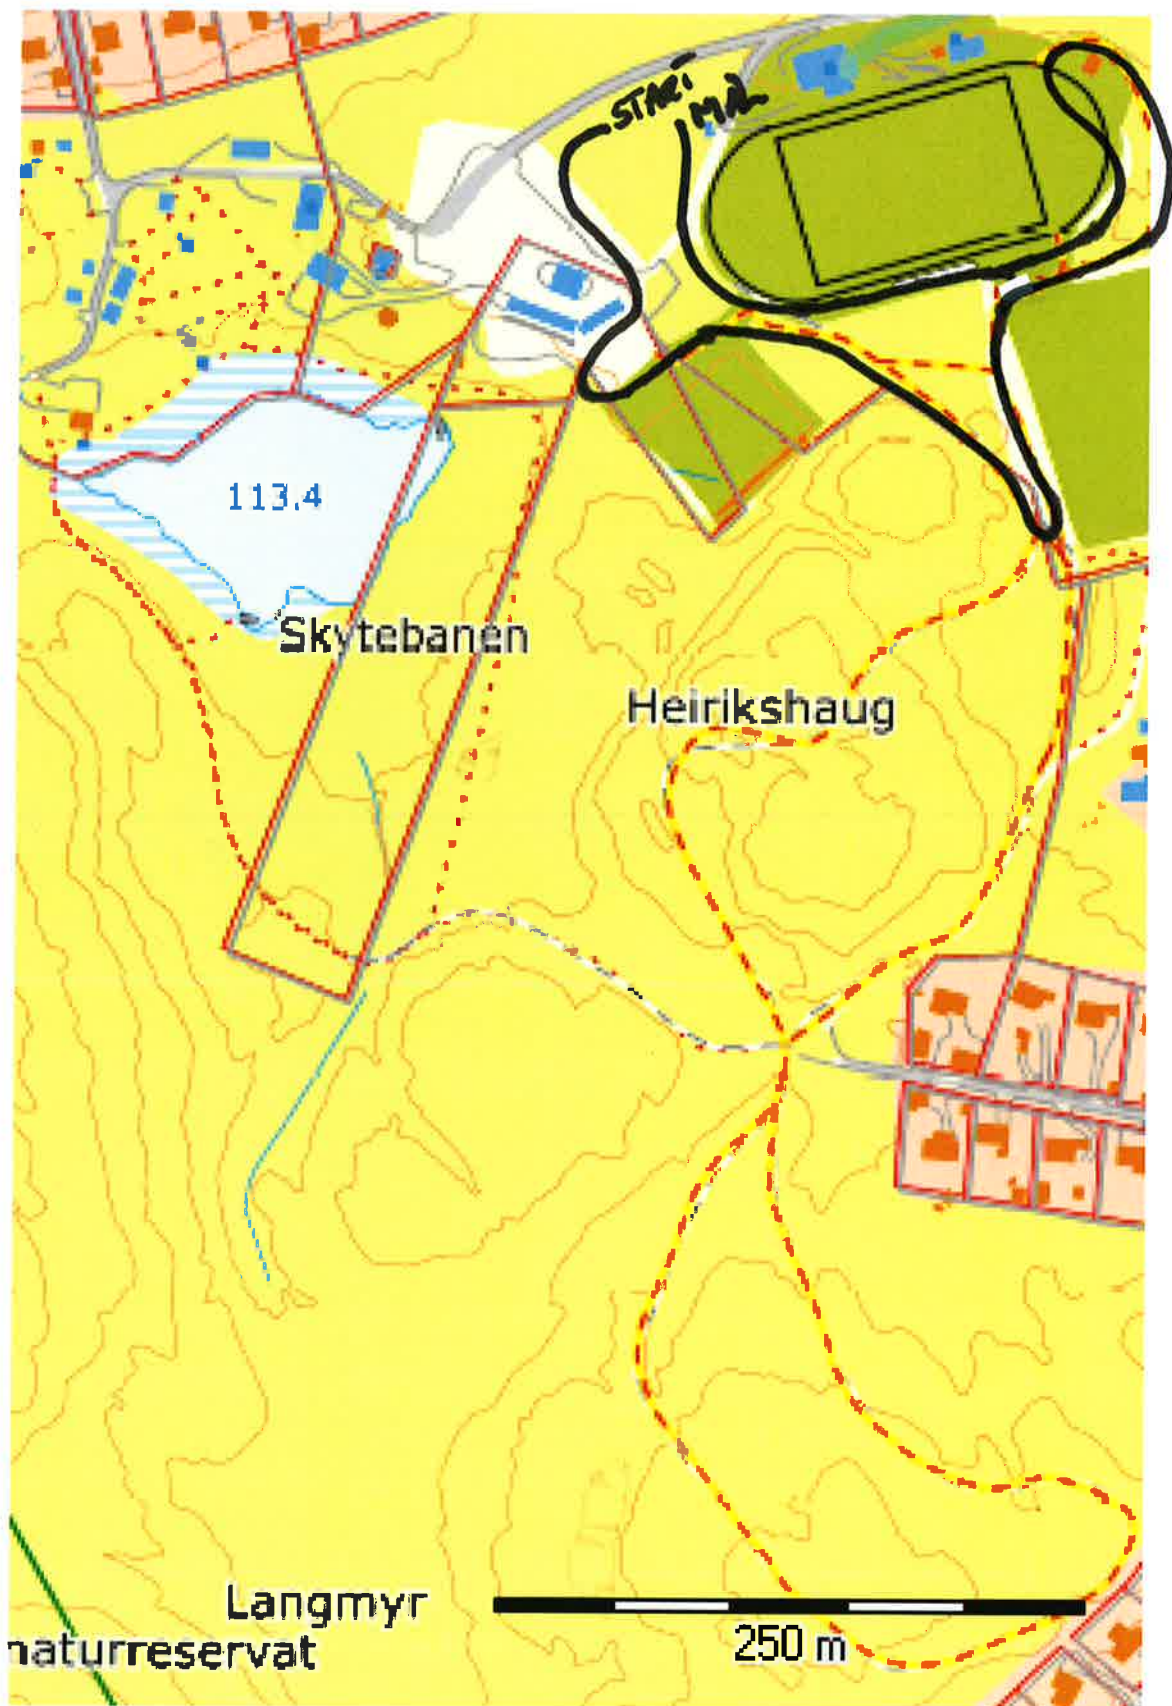 START
MÅL
113.4
Skytebanen
Heirikshaug
Langmyr
naturreservat
250 m